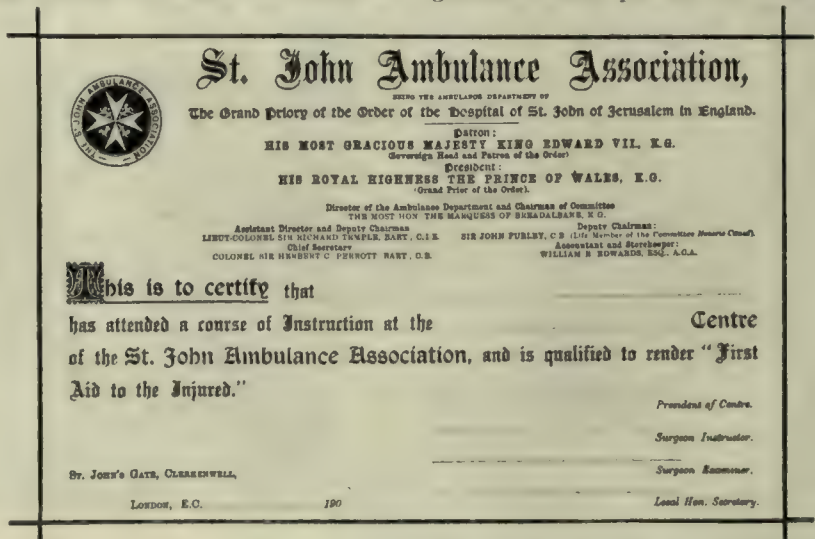 THE ST JOHN AMBULANCE ASSOCIATION
St. John Ambulance Association,
BEING THE AMBULANCE DEPARTMENT OF
The Grand Priory of the Order of the Hospital of St. John of Jerusalem in England.
Patron:
HIS MOST GRACIOUS MAJESTY KING EDWARD VII., K.G.
(Sovereign Head and Patron of the Order)
President:
HIS ROYAL HIGHNESS THE PRINCE OF WALES, K.G.
(Grand Prior of the Order).
Director of the Ambulance Department and Chairman of Committee
THE MOST HON THE MARQUESS OF BREADALBANE, K.G.
Assistant Director and Deputy Chairman
LIEUT-COLONEL SIR RICHARD TEMPLE, BART, C.I.E.
Chief Secretary
COLONEL SIR HERBERT C PERROTT BART, C.B.
Deputy Chairman:
SIR JOHN FURLEY, C.B (Life Member of the Committee Honoris Causâ).
Accountant and Storekeeper:
WILLIAM R EDWARDS, ESQ., A.C.A.
This is to certify that
has attended a course of Instruction at the Centre
of the St. John Ambulance Association, and is qualified to render "First
Aid to the Injured."
President of Centre.
Surgeon Instructor.
Surgeon Examiner.
Local Hon. Secretary.
ST. JOHN'S GATE, CLERKENWELL,
LONDON, E.C. 190